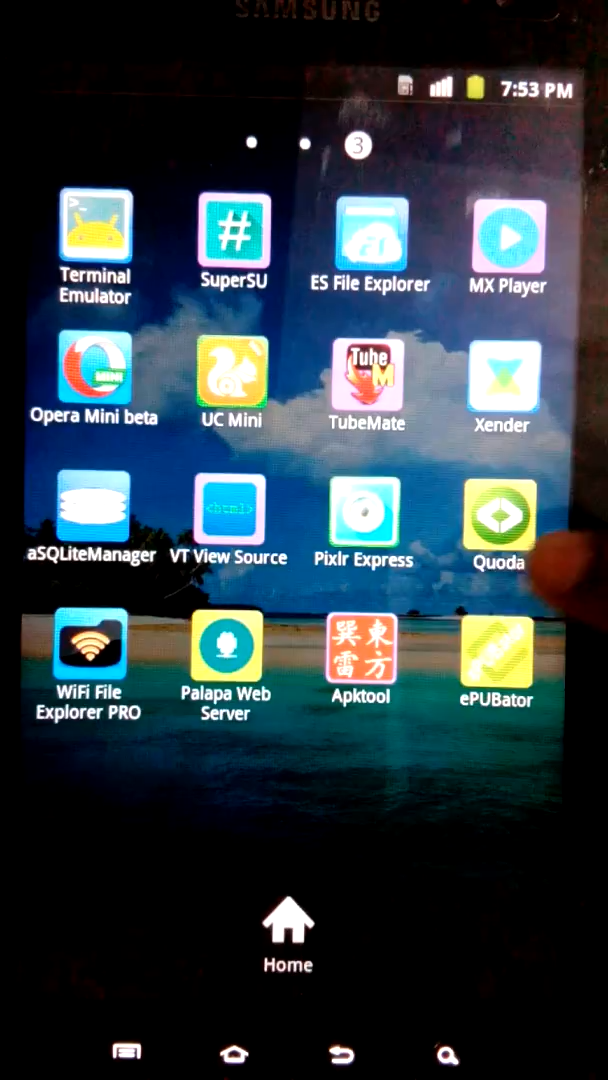 SAMSUNG
7:53 PM
3
>_
Terminal
Emulator
#
SuperSU
ES File Explorer
MX Player
Opera Mini beta
UC Mini
Tube
M
TubeMate
Xender
<html>
aSQLiteManager
VT View Source
Pixlr Express
Quoda
巽 東
雷 方
WiFi File
Explorer PRO
Palapa Web
Server
Apktool
ePUBator
Home